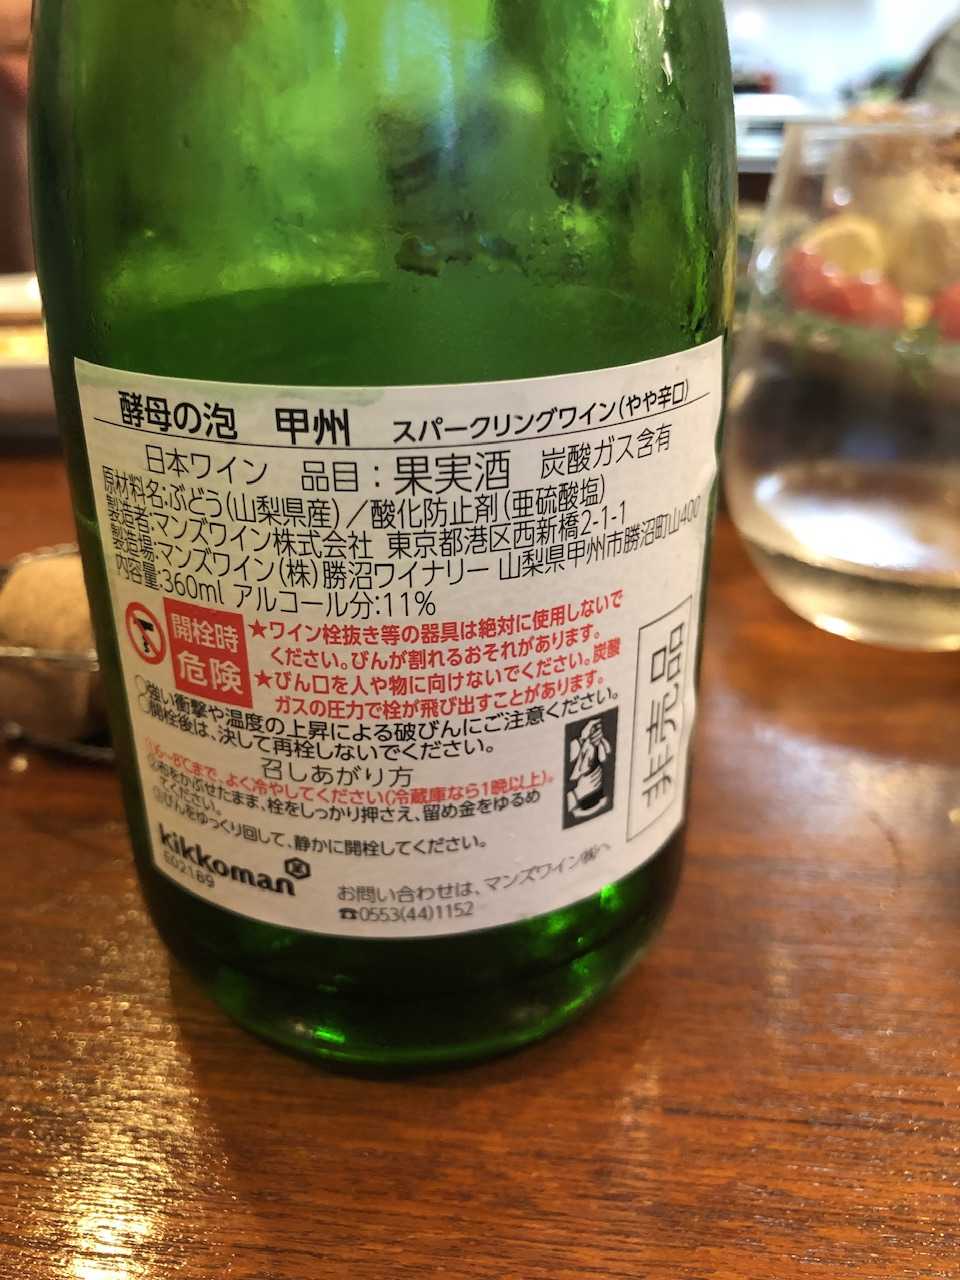 酵母の泡 甲州 スパークリングワイン(やや辛口)
日本ワイン 品目：果実酒 炭酸ガス含有
原材料名:ぶどう(山梨県産)／酸化防止剤(亜硫酸塩)
製造者:マンズワイン株式会社 東京都港区西新橋2-1-1
製造場:マンズワイン(株)勝沼ワイナリー 山梨県甲州市勝沼町山400
内容量:360ml アルコール分:11%
開栓時
危険
★ワイン栓抜き等の器具は絶対に使用しないで
ください。びんが割れるおそれがあります。
★びん口を人や物に向けないでください。炭酸
ガスの圧力で栓が飛び出すことがあります。
○強い衝撃や温度の上昇による破びんにご注意ください。
○開栓後は、決して再栓しないでください。
召しあがり方
①6〜8℃まで、よく冷やしてください(冷蔵庫なら1晩以上)。
②布をかぶせたまま、栓をしっかり押さえ、留め金をゆるめ
てください。
③びんをゆっくり回して、静かに開栓してください。
非売品
kikkoman
E02189
お問い合わせは、マンズワイン㈱へ
☎0553(44)1152